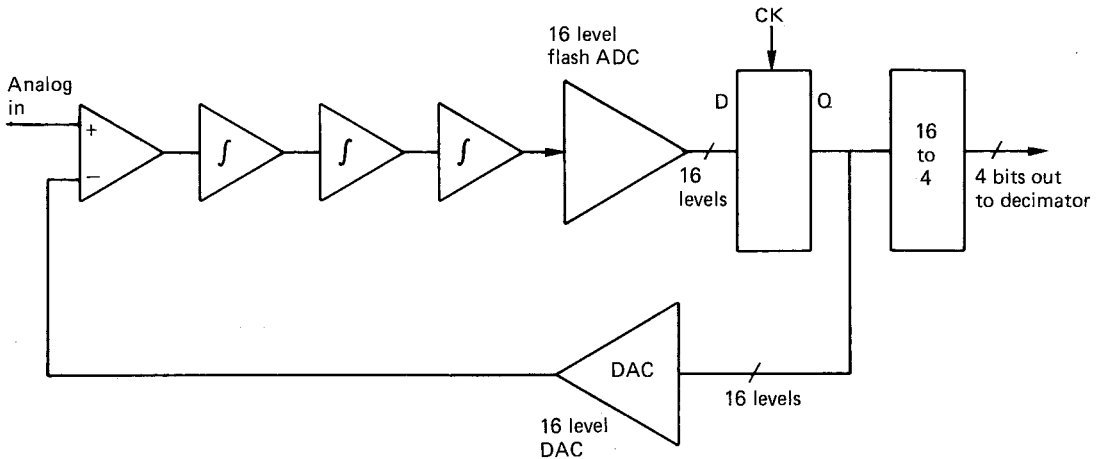 CK
16 level
flash ADC
Analog
in
+
−
∫
∫
∫
D
Q
16
levels
16
to
4
4 bits out
to decimator
DAC
16 levels
16 level
DAC